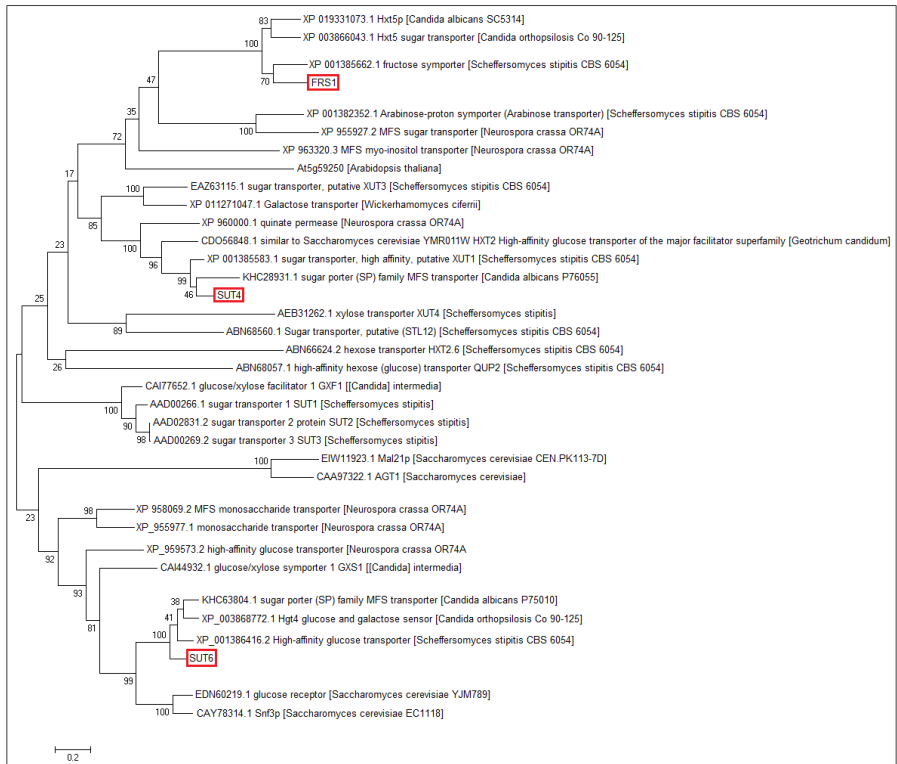 83
XP 019331073.1 Hxt5p [Candida albicans SC5314]
100
XP 003866043.1 Hxt5 sugar transporter [Candida orthopsilosis Co 90-125]
XP 001385662.1 fructose symporter [Scheffersomyces stipitis CBS 6054]
70
FRS1
47
XP 001382352.1 Arabinose-proton symporter (Arabinose transporter) [Scheffersomyces stipitis CBS 6054]
35
100
XP 955927.2 MFS sugar transporter [Neurospora crassa OR74A]
72
XP 963320.3 MFS myo-inositol transporter [Neurospora crassa OR74A]
At5g59250 [Arabidopsis thaliana]
17
100
EAZ63115.1 sugar transporter, putative XUT3 [Scheffersomyces stipitis CBS 6054]
XP 011271047.1 Galactose transporter [Wickerhamomyces ciferrii]
85
XP 960000.1 quinate permease [Neurospora crassa OR74A]
100
CDO56848.1 similar to Saccharomyces cerevisiae YMR011W HXT2 High-affinity glucose transporter of the major facilitator superfamily [Geotrichum candidum]
23
96
XP 001385583.1 sugar transporter, high affinity, putative XUT1 [Scheffersomyces stipitis CBS 6054]
99
KHC28931.1 sugar porter (SP) family MFS transporter [Candida albicans P76055]
46
SUT4
25
AEB31262.1 xylose transporter XUT4 [Scheffersomyces stipitis]
89
ABN68560.1 Sugar transporter, putative (STL12) [Scheffersomyces stipitis CBS 6054]
ABN66624.2 hexose transporter HXT2.6 [Scheffersomyces stipitis CBS 6054]
26
ABN68057.1 high-affinity hexose (glucose) transporter QUP2 [Scheffersomyces stipitis CBS 6054]
CAI77652.1 glucose/xylose facilitator 1 GXF1 [[Candida] intermedia]
100
AAD00266.1 sugar transporter 1 SUT1 [Scheffersomyces stipitis]
90
AAD02831.2 sugar transporter 2 protein SUT2 [Scheffersomyces stipitis]
98
AAD00269.2 sugar transporter 3 SUT3 [Scheffersomyces stipitis]
100
EIW11923.1 Mal21p [Saccharomyces cerevisiae CEN.PK113-7D]
CAA97322.1 AGT1 [Saccharomyces cerevisiae]
23
98
XP 958069.2 MFS monosaccharide transporter [Neurospora crassa OR74A]
XP_955977.1 monosaccharide transporter [Neurospora crassa OR74A]
92
XP_959573.2 high-affinity glucose transporter [Neurospora crassa OR74A
93
CAI44932.1 glucose/xylose symporter 1 GXS1 [[Candida] intermedia]
81
38
KHC63804.1 sugar porter (SP) family MFS transporter [Candida albicans P75010]
41
XP_003868772.1 Hgt4 glucose and galactose sensor [Candida orthopsilosis Co 90-125]
100
XP_001386416.2 High-affinity glucose transporter [Scheffersomyces stipitis CBS 6054]
SUT6
99
EDN60219.1 glucose receptor [Saccharomyces cerevisiae YJM789]
100
CAY78314.1 Snf3p [Saccharomyces cerevisiae EC1118]
0.2